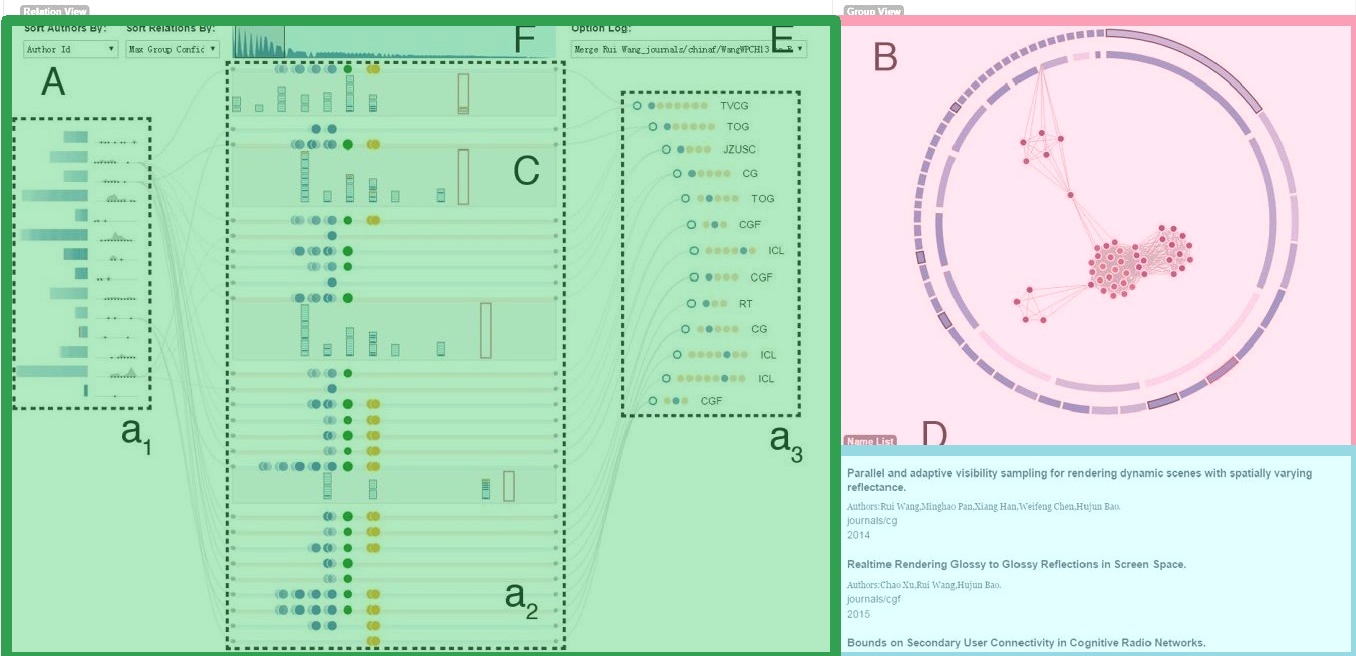 Relation View
Group View
Sort Authors By:
Sort Relations By:
Option Log:
Author Id
Max Group Confic
Merge Rui Wang_journals/chinaf/WangWPCH13
F
E
A
B
C
TVCG
TOG
JZUSC
CG
TOG
CGF
ICL
CGF
RT
CG
ICL
ICL
CGF
a1
a2
a3
D
Name List
Parallel and adaptive visibility sampling for rendering dynamic scenes with spatially varying
reflectance.
Authors:Rui Wang,Minghao Pan,Xiang Han,Weifeng Chen,Hujun Bao.
journals/cg
2014
Realtime Rendering Glossy to Glossy Reflections in Screen Space.
Authors:Chao Xu,Rui Wang,Hujun Bao.
journals/cgf
2015
Bounds on Secondary User Connectivity in Cognitive Radio Networks.